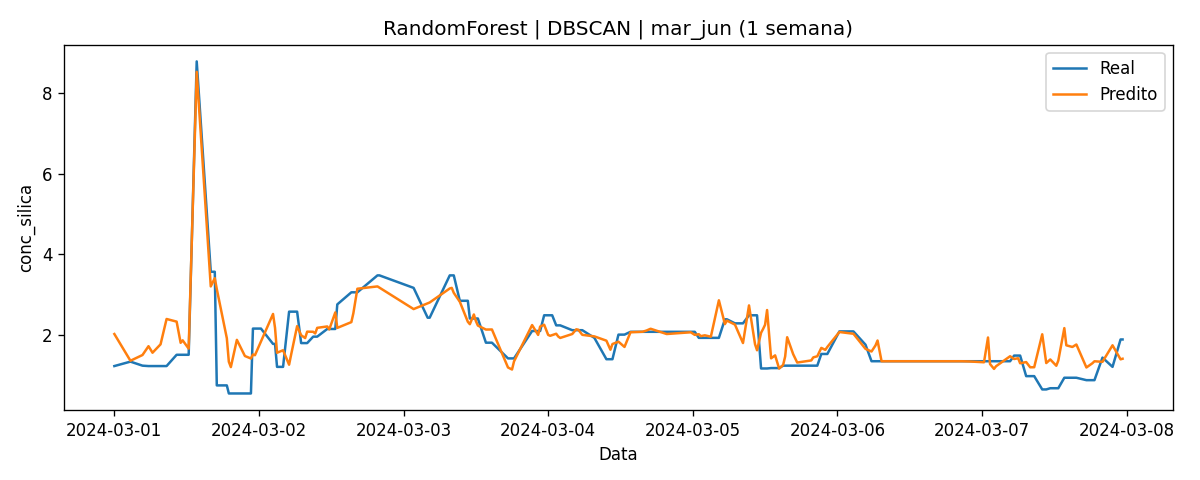 RandomForest | DBSCAN | mar_jun (1 semana)
Real
Predito
conc_silica
8
6
4
2
2024-03-01 2024-03-02 2024-03-03 2024-03-04 2024-03-05 2024-03-06 2024-03-07 2024-03-08
Data